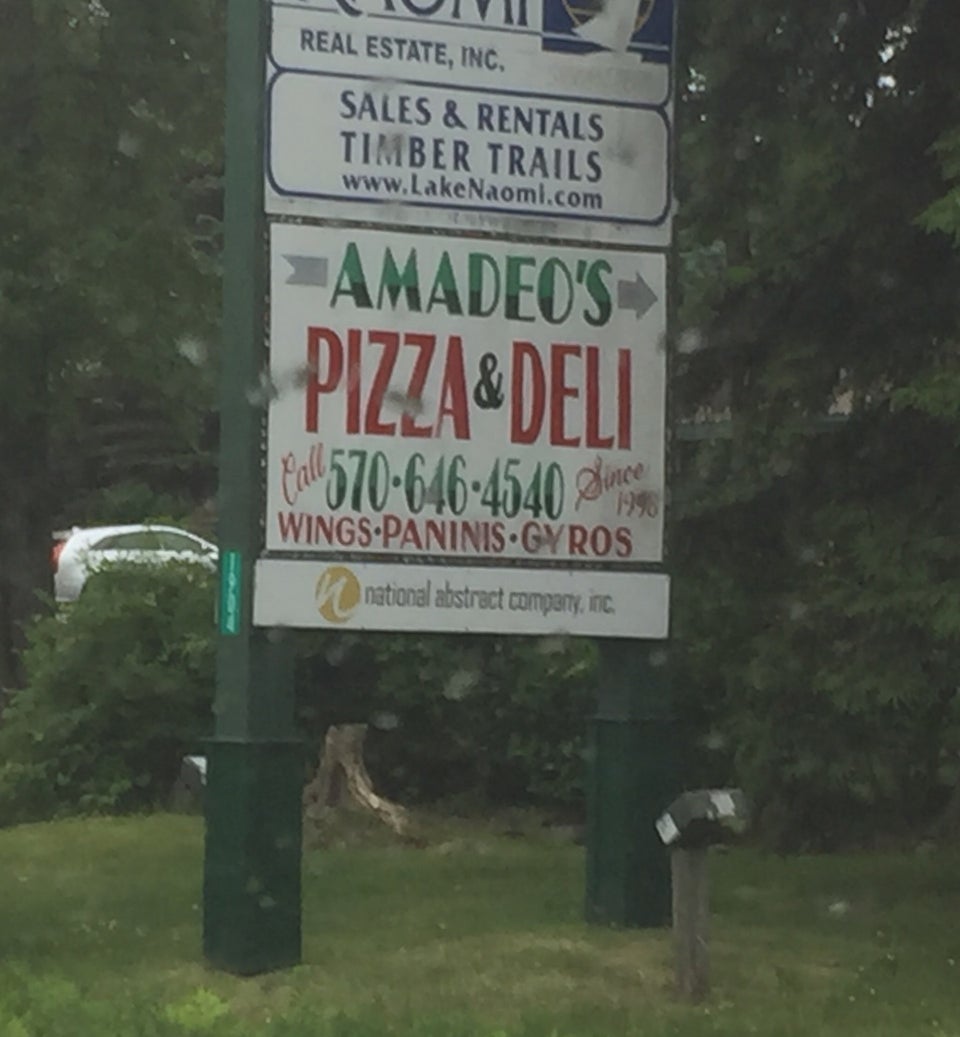 NAOMI
REAL ESTATE, INC.
SALES & RENTALS
TIMBER TRAILS
www.LakeNaomi.com
AMADEO'S
PIZZA & DELI
Call 570·646·4540 Since 1998
WINGS·PANINIS·GYROS
n national abstract company, inc.